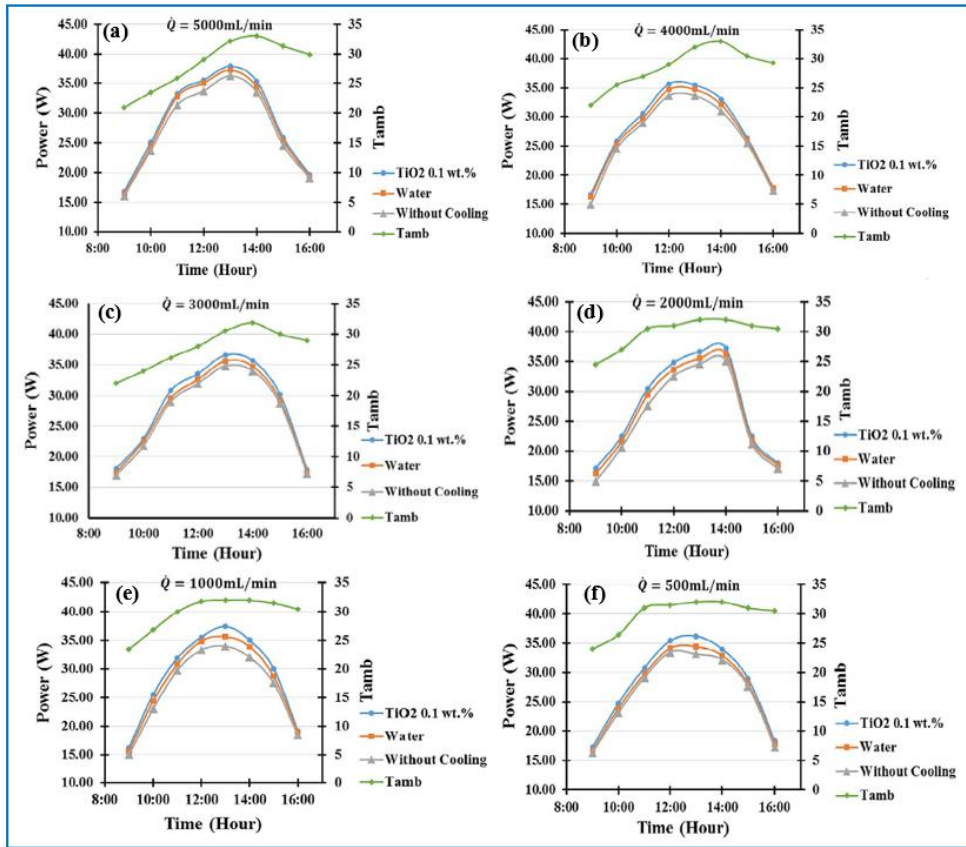 (a)
Q̇ = 5000mL/min
45.00
40.00
35.00
30.00
25.00
20.00
15.00
10.00
Power (W)
35
30
25
20
15
10
5
0
Tamb
TiO2 0.1 wt.%
Water
Without Cooling
Tamb
8:00 10:00 12:00 14:00 16:00
Time (Hour)
(b)
Q̇ = 4000mL/min
45.00
40.00
35.00
30.00
25.00
20.00
15.00
10.00
Power (W)
35
30
25
20
15
10
5
0
Tamb
TiO2 0.1 wt.%
Water
Without Cooling
Tamb
8:00 10:00 12:00 14:00 16:00
Time (Hour)
(c)
Q̇ = 3000mL/min
45.00
40.00
35.00
30.00
25.00
20.00
15.00
10.00
Power (W)
35
30
25
20
15
10
5
0
Tamb
TiO2 0.1 wt.%
Water
Without Cooling
Tamb
8:00 10:00 12:00 14:00 16:00
Time (Hour)
(d)
Q̇ = 2000mL/min
45.00
40.00
35.00
30.00
25.00
20.00
15.00
10.00
Power (W)
35
30
25
20
15
10
5
0
Tamb
TiO2 0.1 wt.%
Water
Without Cooling
Tamb
8:00 10:00 12:00 14:00 16:00
Time (Hour)
(e)
Q̇ = 1000mL/min
45.00
40.00
35.00
30.00
25.00
20.00
15.00
10.00
Power (W)
35
30
25
20
15
10
5
0
Tamb
TiO2 0.1 wt.%
Water
Without Cooling
Tamb
8:00 10:00 12:00 14:00 16:00
Time (Hour)
(f)
Q̇ = 500mL/min
45.00
40.00
35.00
30.00
25.00
20.00
15.00
10.00
Power (W)
35
30
25
20
15
10
5
0
Tamb
TiO2 0.1 wt.%
Water
Without Cooling
Tamb
8:00 10:00 12:00 14:00 16:00
Time (Hour)